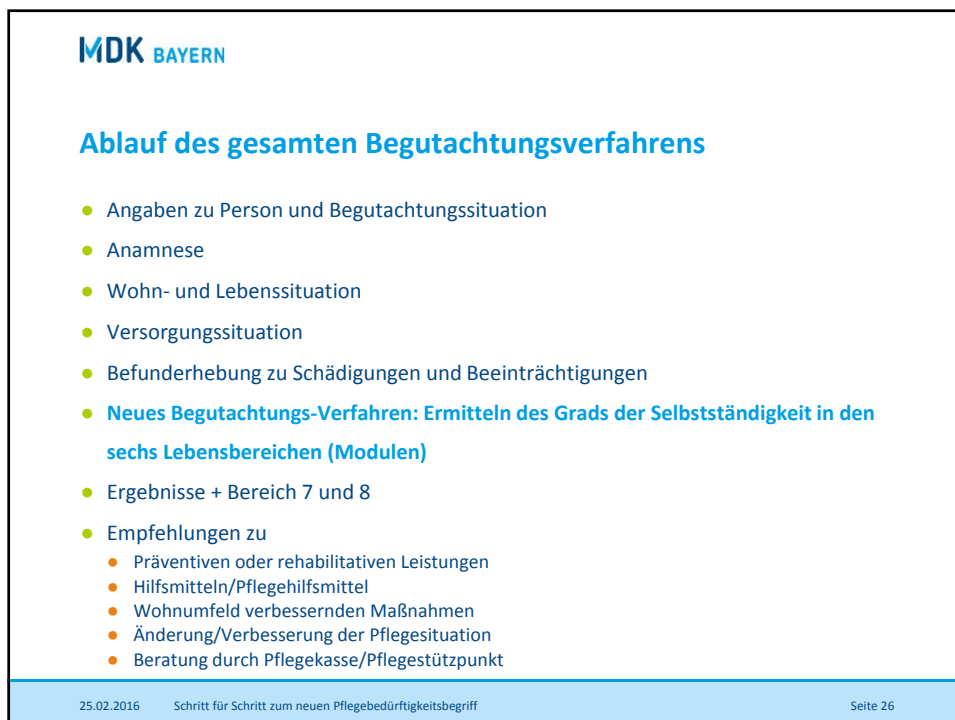 MDK BAYERN
Ablauf des gesamten Begutachtungsverfahrens
● Angaben zu Person und Begutachtungssituation
● Anamnese
● Wohn- und Lebenssituation
● Versorgungssituation
● Befunderhebung zu Schädigungen und Beeinträchtigungen
● Neues Begutachtungs-Verfahren: Ermitteln des Grads der Selbstständigkeit in den
sechs Lebensbereichen (Modulen)
● Ergebnisse + Bereich 7 und 8
● Empfehlungen zu
● Präventiven oder rehabilitativen Leistungen
● Hilfsmitteln/Pflegehilfsmittel
● Wohnumfeld verbessernden Maßnahmen
● Änderung/Verbesserung der Pflegesituation
● Beratung durch Pflegekasse/Pflegestützpunkt
25.02.2016 Schritt für Schritt zum neuen Pflegebedürftigkeitsbegriff Seite 26